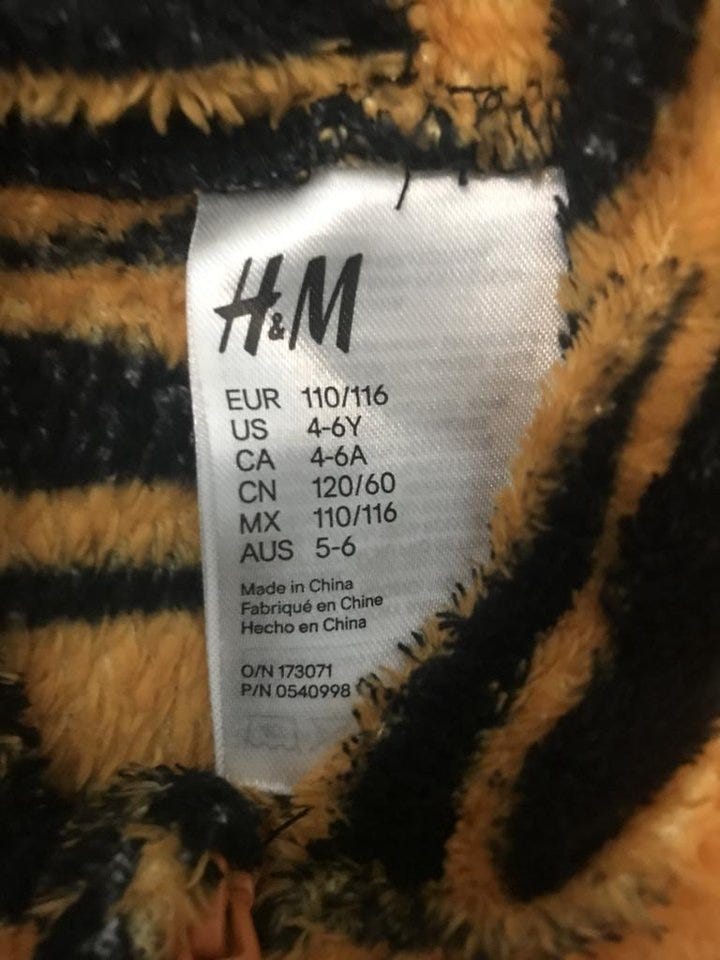 H&M
EUR 110/116
US 4-6Y
CA 4-6A
CN 120/60
MX 110/116
AUS 5-6
Made in China
Fabriqué en Chine
Hecho en China
O/N 173071
P/N 0540998